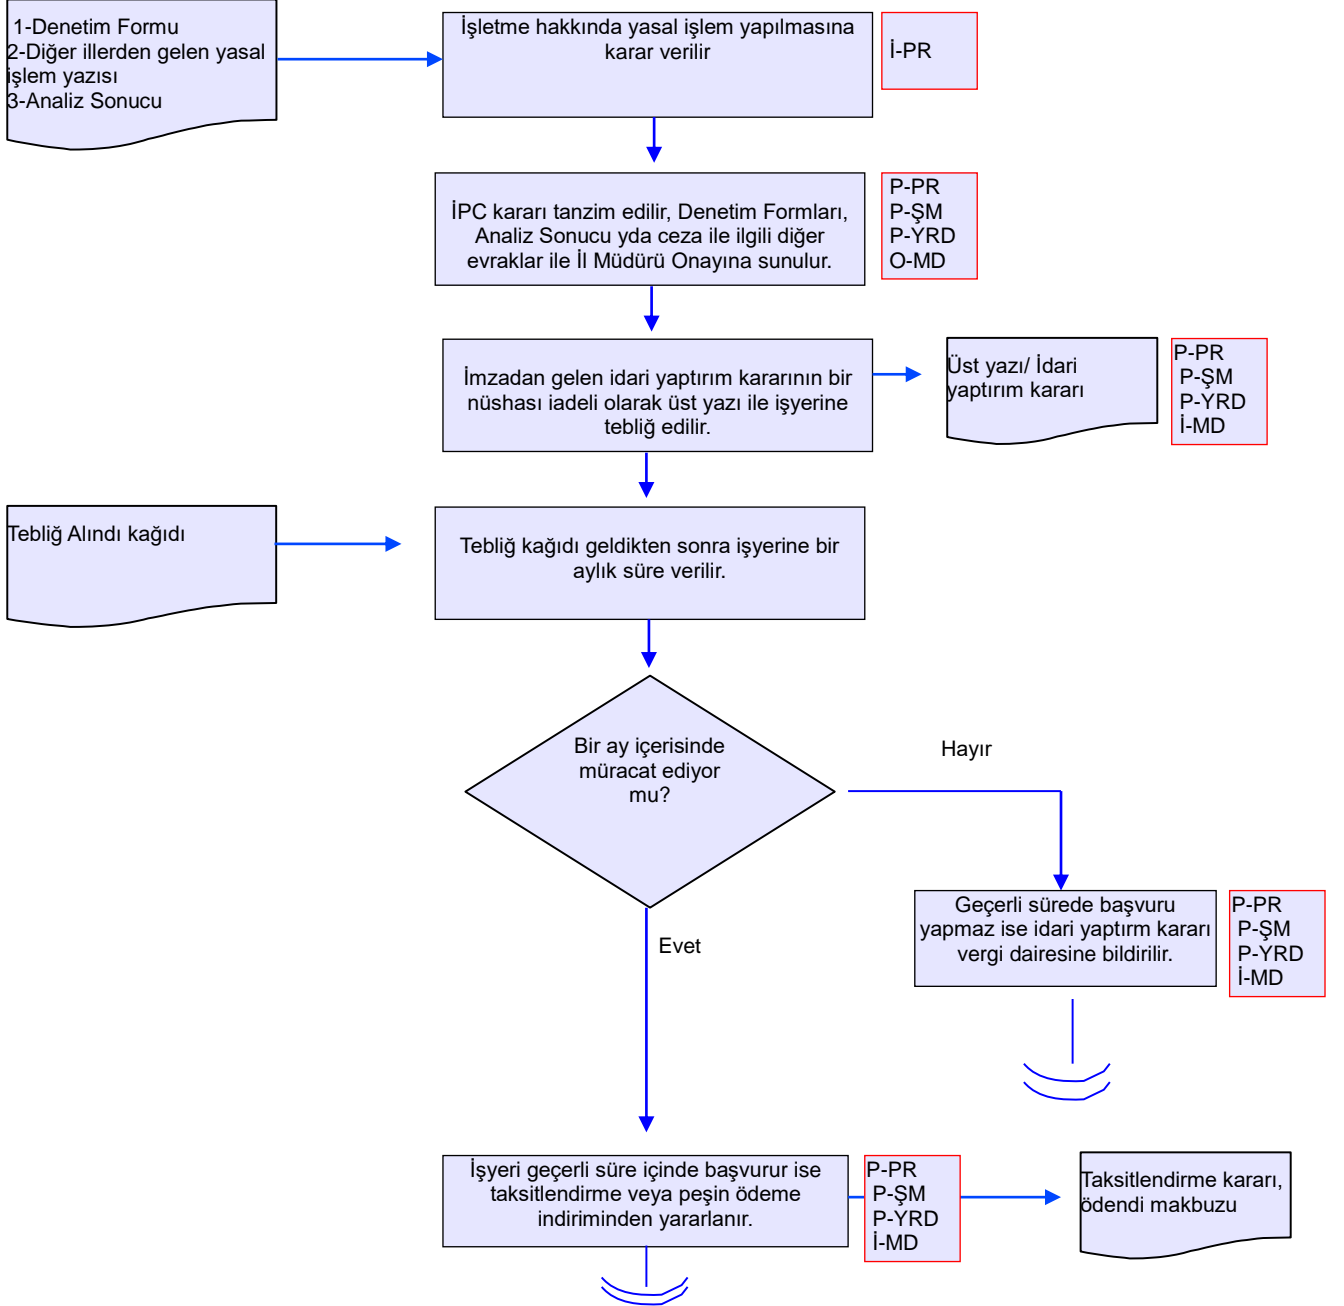 1-Denetim Formu
2-Diğer illerden gelen yasal
işlem yazısı
3-Analiz Sonucu
İşletme hakkında yasal işlem yapılmasına
karar verilir
İ-PR
İPC kararı tanzim edilir, Denetim Formları,
Analiz Sonucu yda ceza ile ilgili diğer
evraklar ile İl Müdürü Onayına sunulur.
P-PR
P-ŞM
P-YRD
O-MD
İmzadan gelen idari yaptırım kararının bir
nüshası iadeli olarak üst yazı ile işyerine
tebliğ edilir.
Üst yazı/ İdari
yaptırım kararı
P-PR
P-ŞM
P-YRD
İ-MD
Tebliğ Alındı kağıdı
Tebliğ kağıdı geldikten sonra işyerine bir
aylık süre verilir.
Bir ay içerisinde
müracat ediyor
mu?
Hayır
Geçerli sürede başvuru
yapmaz ise idari yaptırm kararı
vergi dairesine bildirilir.
P-PR
P-ŞM
P-YRD
İ-MD
Evet
İşyeri geçerli süre içinde başvurur ise
taksitlendirme veya peşin ödeme
indiriminden yararlanır.
P-PR
P-ŞM
P-YRD
İ-MD
Taksitlendirme kararı,
ödendi makbuzu